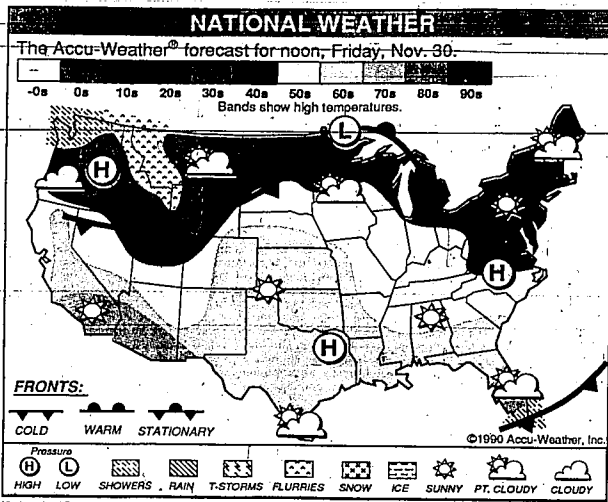 NATIONAL WEATHER
The Accu-Weather® forecast for noon, Friday, Nov. 30.
-0s 0s 10s 20s 30s 40s 50s 60s 70s 80s 90s
Bands show high temperatures.
L
H
H
H
FRONTS:
COLD WARM STATIONARY
©1990 Accu-Weather, Inc.
Pressure
H L
HIGH LOW SHOWERS RAIN T-STORMS FLURRIES SNOW ICE SUNNY PT. CLOUDY CLOUDY